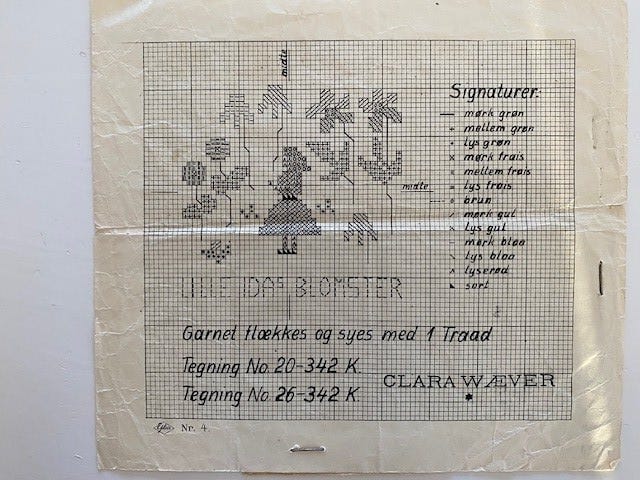 midte
Signaturer:
mørk grøn
mellem grøn
lys grøn
mørk frais
mellem frais
midte
lys frais
brun
mørk gul
lys gul
mørk blaa
lys blaa
lyserød
sort
LILLE IDAS BLOMSTER
Garnet flækkes og syes med 1 Traad
Tegning No. 20-342 K.
Tegning No. 26-342 K
CLARA WÆVER
Nr. 4.